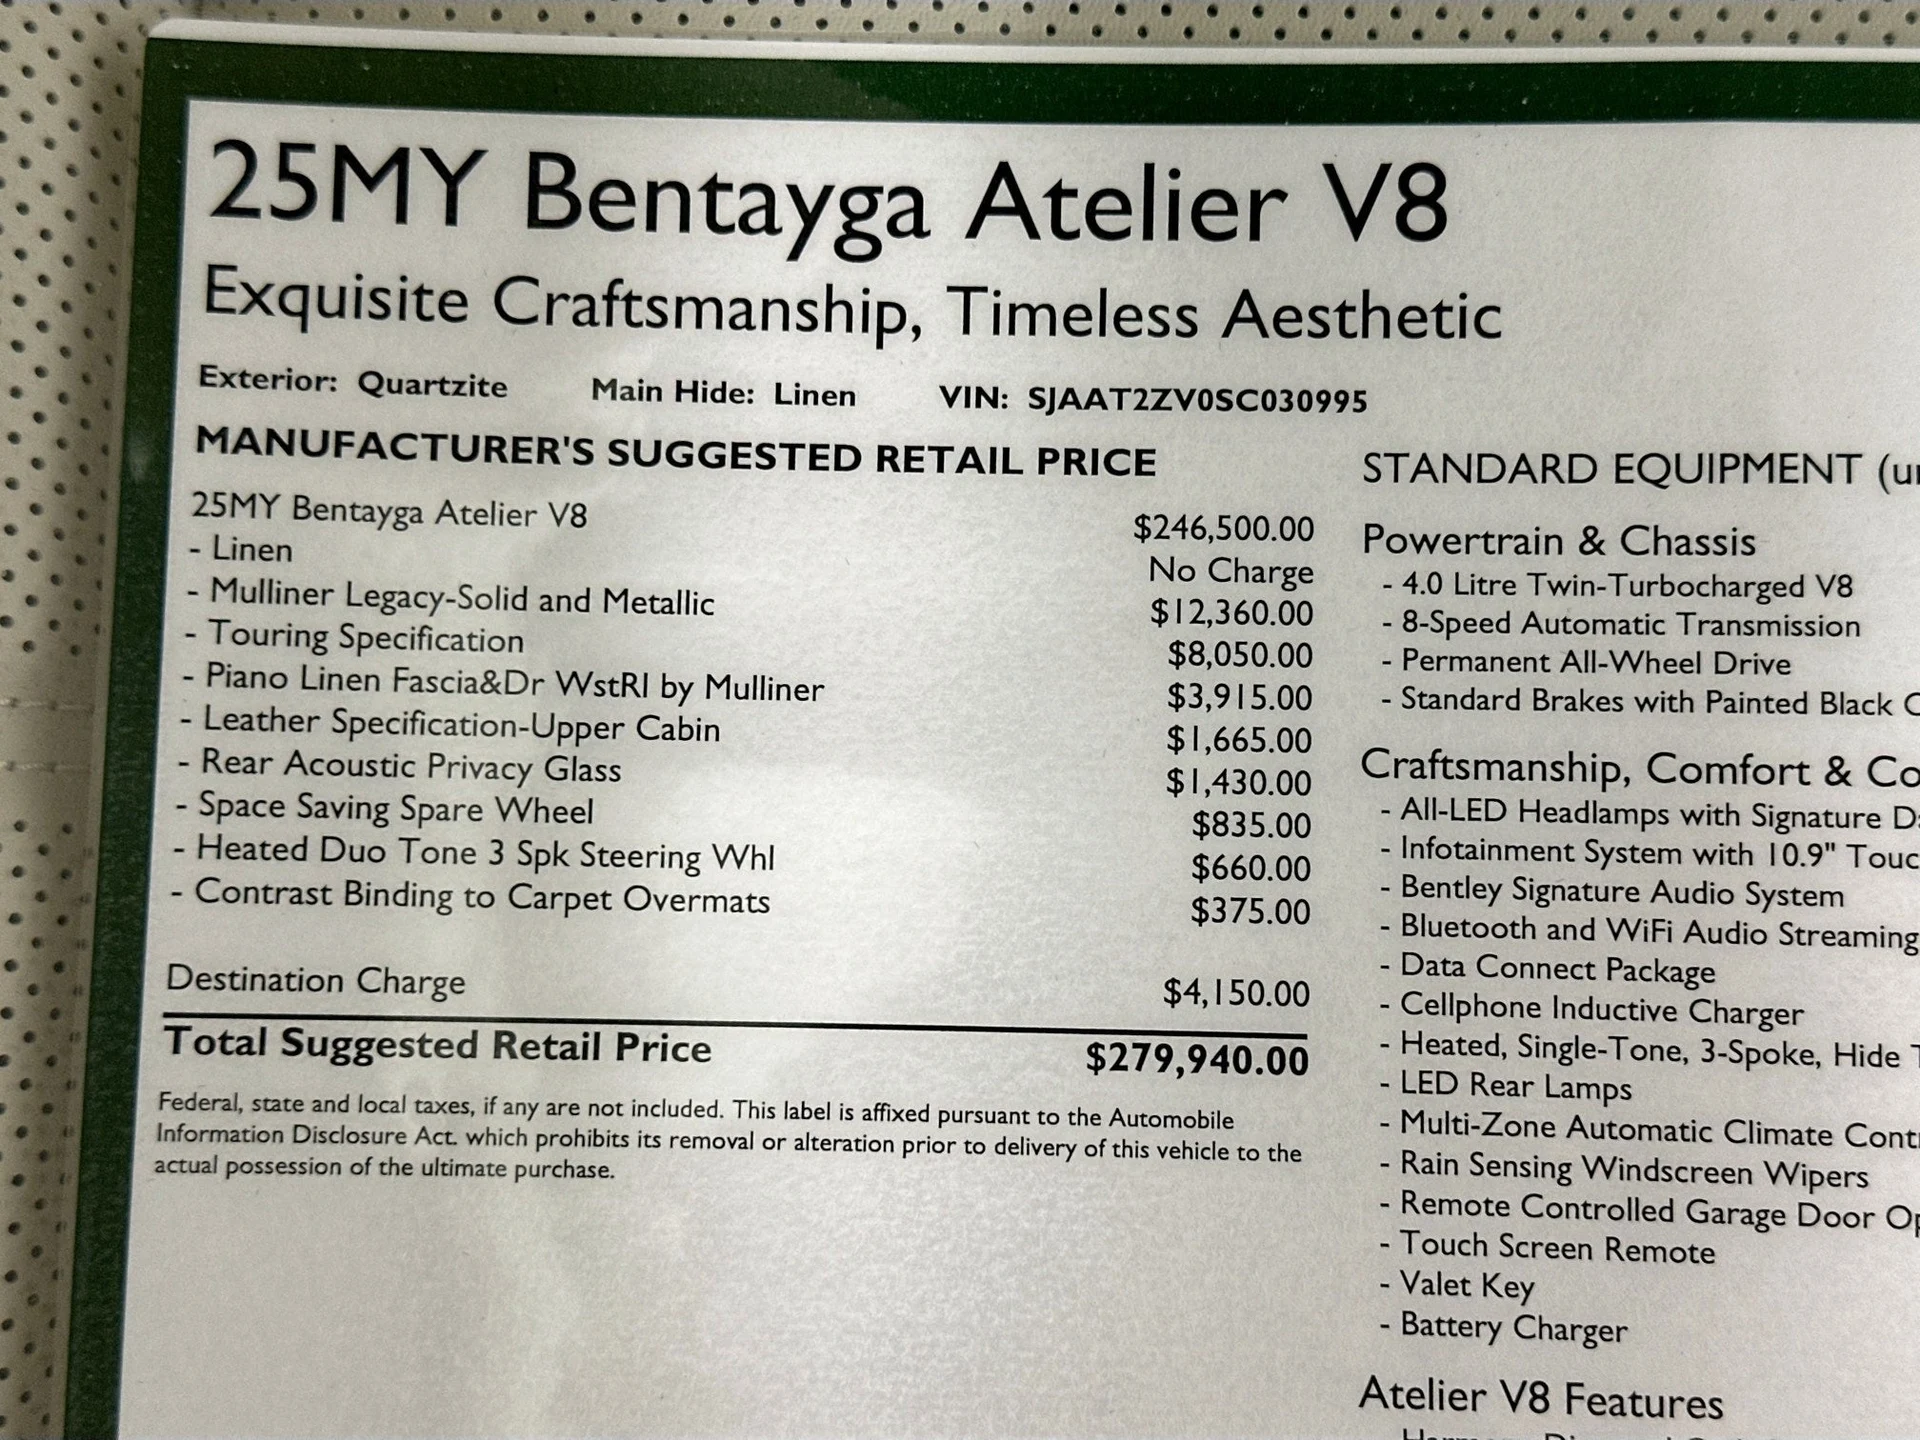 25MY Bentayga Atelier V8
Exquisite Craftsmanship, Timeless Aesthetic
Exterior: Quartzite Main Hide: Linen VIN: SJAAT2ZV0SC030995
MANUFACTURER'S SUGGESTED RETAIL PRICE
25MY Bentayga Atelier V8 $246,500.00
- Linen No Charge
- Mulliner Legacy-Solid and Metallic $12,360.00
- Touring Specification $8,050.00
- Piano Linen Fascia&Dr WstRl by Mulliner $3,915.00
- Leather Specification-Upper Cabin $1,665.00
- Rear Acoustic Privacy Glass $1,430.00
- Space Saving Spare Wheel $835.00
- Heated Duo Tone 3 Spk Steering Whl $660.00
- Contrast Binding to Carpet Overmats $375.00
Destination Charge $4,150.00
Total Suggested Retail Price $279,940.00
Federal, state and local taxes, if any are not included. This label is affixed pursuant to the Automobile
Information Disclosure Act. which prohibits its removal or alteration prior to delivery of this vehicle to the
actual possession of the ultimate purchase.
STANDARD EQUIPMENT
Powertrain & Chassis
- 4.0 Litre Twin-Turbocharged V8
- 8-Speed Automatic Transmission
- Permanent All-Wheel Drive
- Standard Brakes with Painted Black
Craftsmanship, Comfort &
- All-LED Headlamps with Signature
- Infotainment System with 10.9"
- Bentley Signature Audio System
- Bluetooth and WiFi Audio Streaming
- Data Connect Package
- Cellphone Inductive Charger
- Heated, Single-Tone, 3-Spoke, Hide
- LED Rear Lamps
- Multi-Zone Automatic Climate
- Rain Sensing Windscreen Wipers
- Remote Controlled Garage Door
- Touch Screen Remote
- Valet Key
- Battery Charger
Atelier V8 Features